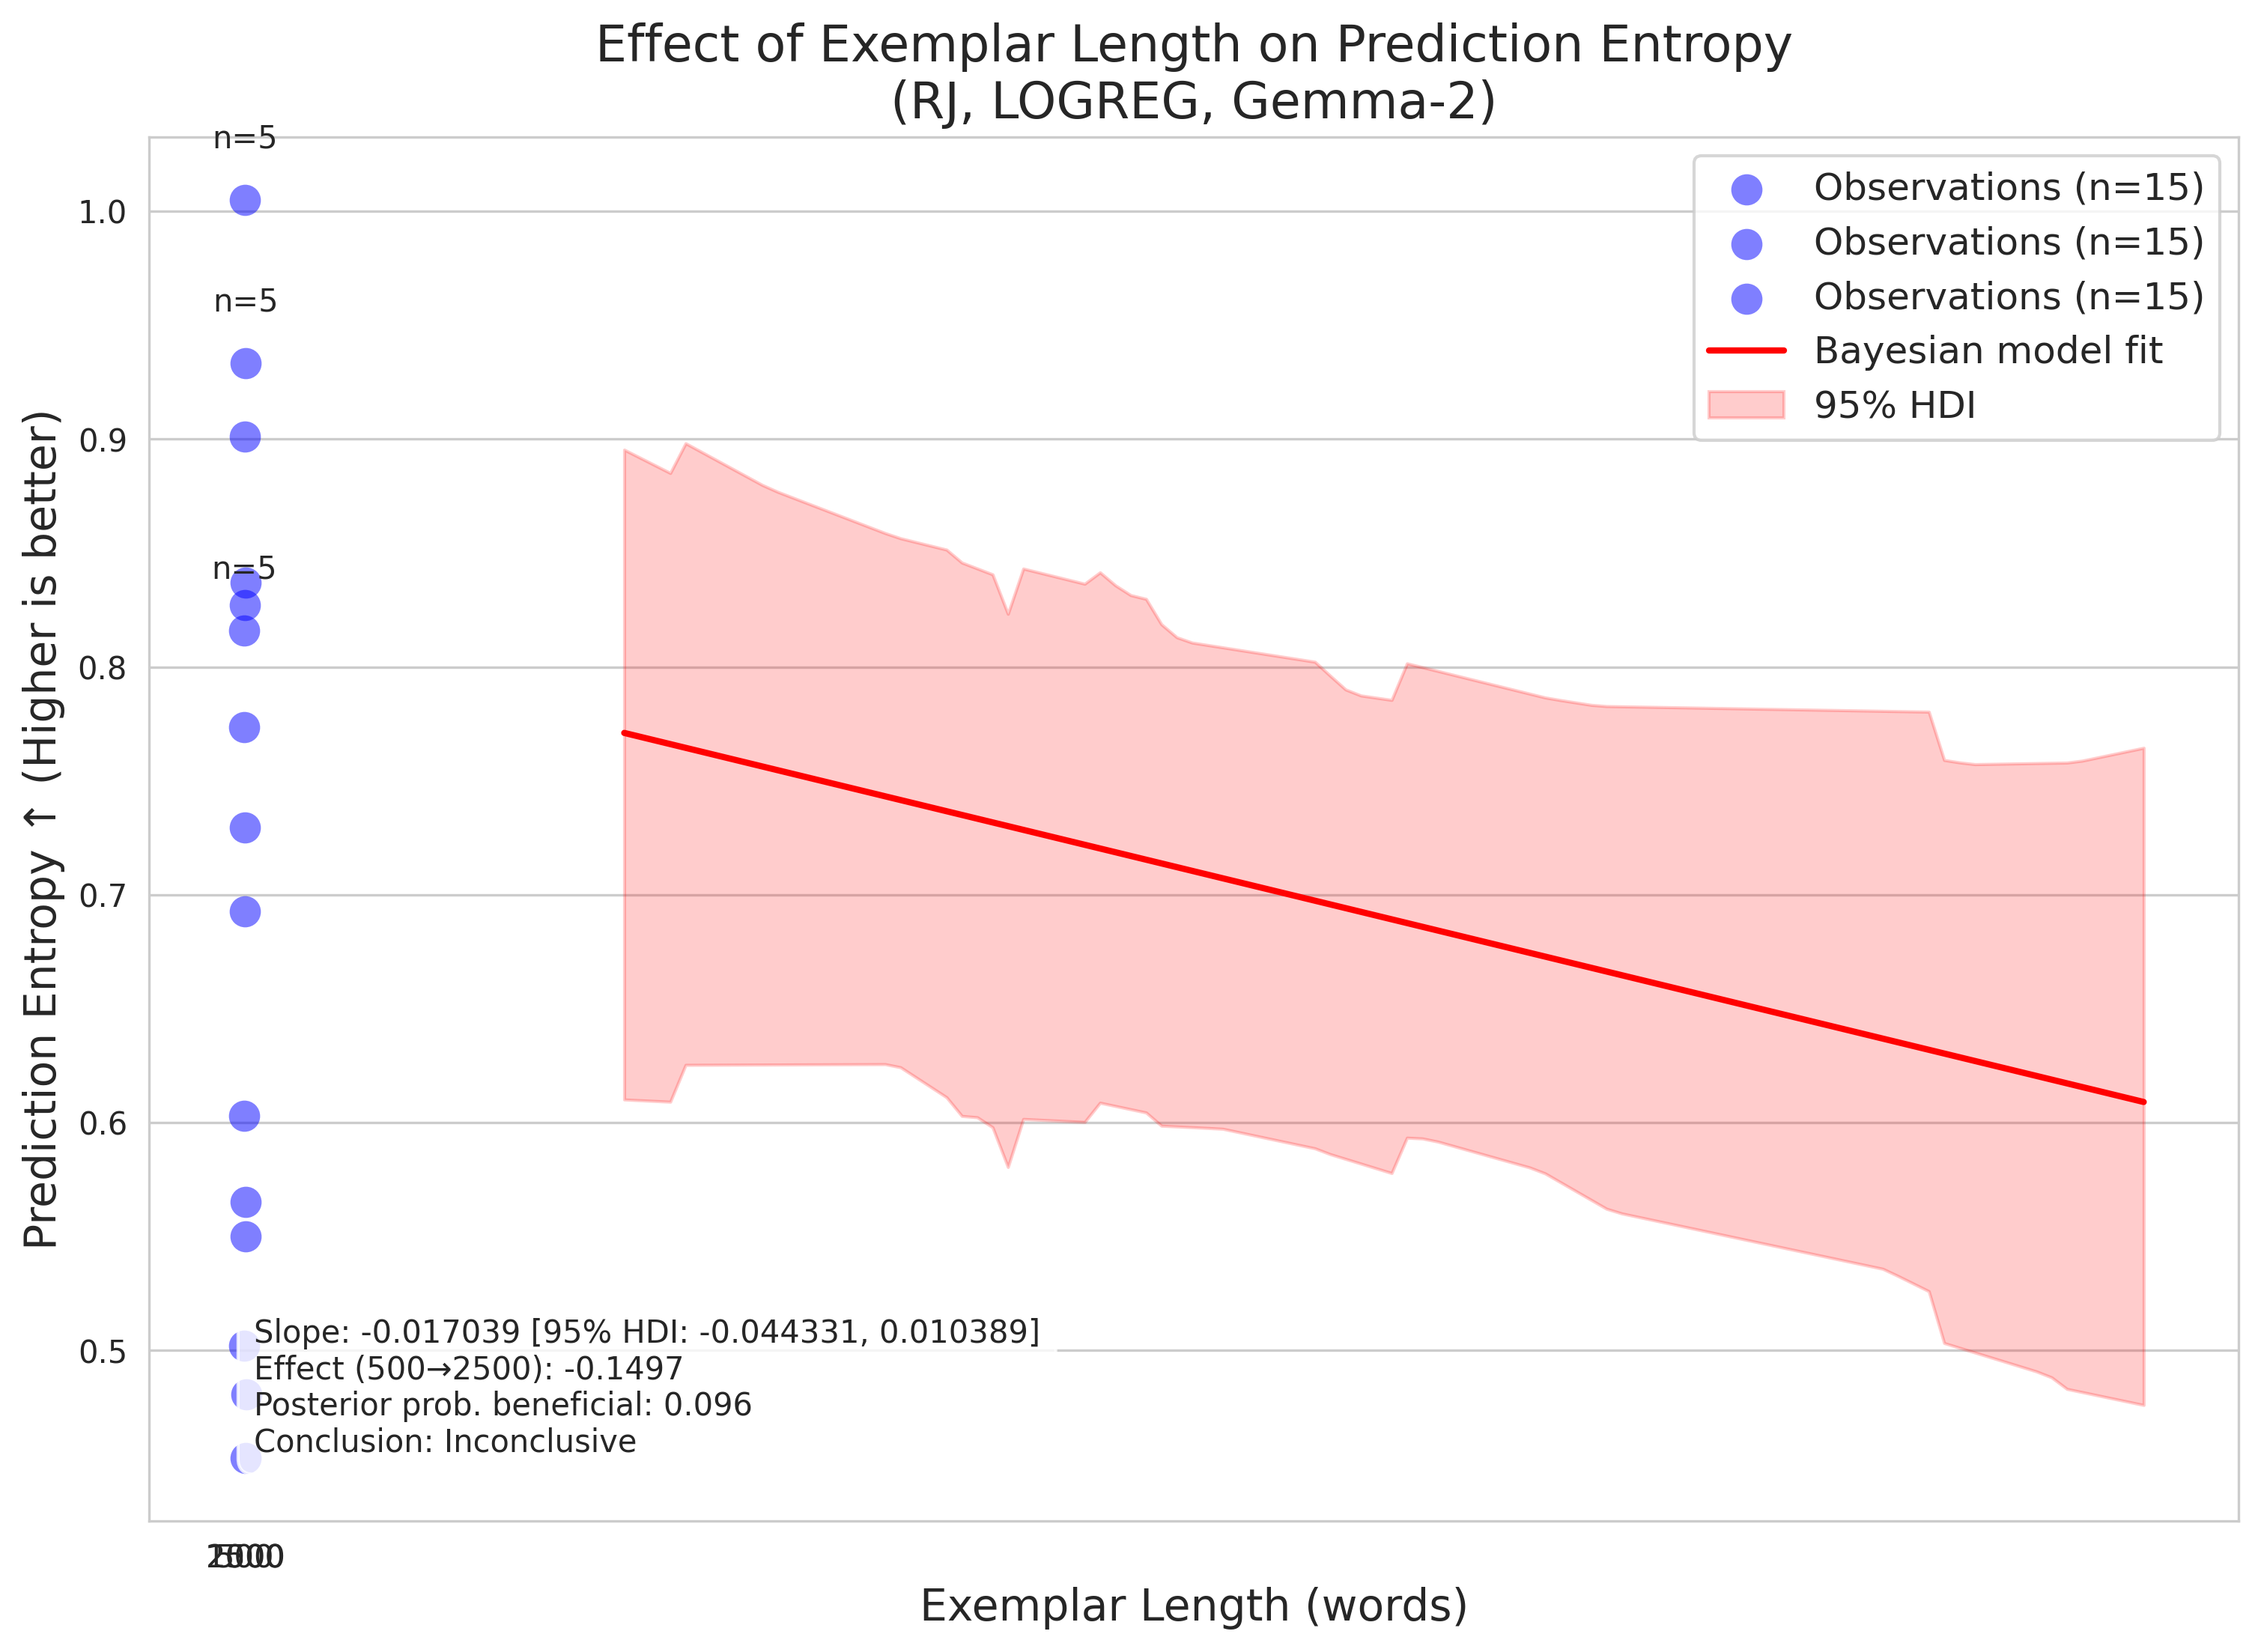 Effect of Exemplar Length on Prediction Entropy
(RJ, LOGREG, Gemma-2)
n=5
n=5
n=5
Observations (n=15)
Observations (n=15)
Observations (n=15)
Bayesian model fit
95% HDI
Prediction Entropy ↑ (Higher is better)
1.0
0.9
0.8
0.7
0.6
0.5
Slope: -0.017039 [95% HDI: -0.044331, 0.010389]
Effect (500→2500): -0.1497
Posterior prob. beneficial: 0.096
Conclusion: Inconclusive
Exemplar Length (words)